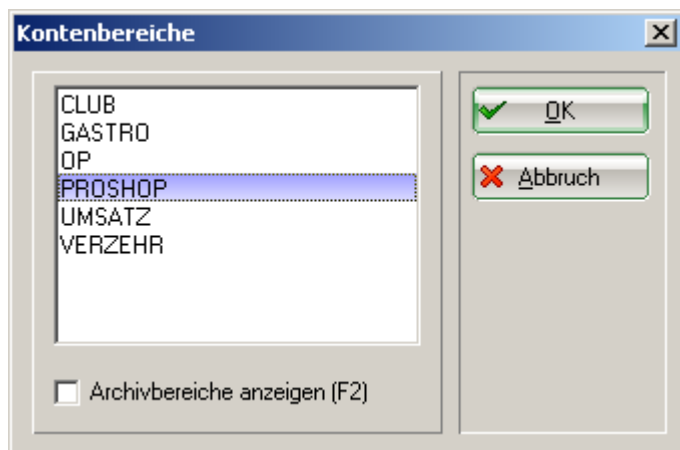 Kontenbereiche
CLUB
GASTRO
OP
PROSHOP
UMSATZ
VERZEHR
Archivbereiche anzeigen (F2)
OK
Abbruch